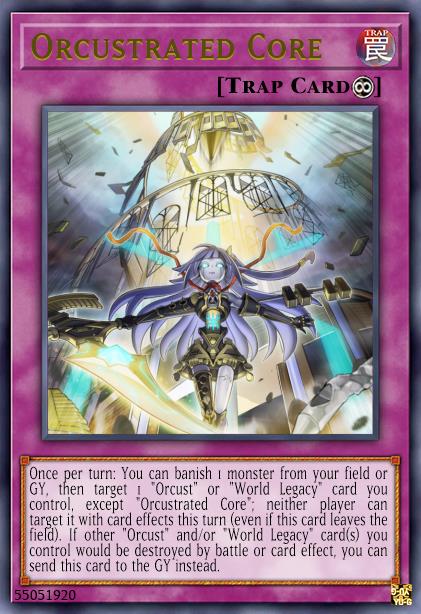 Orcustrated Core
TRAP
罠
[Trap Card]
Once per turn: You can banish 1 monster from your field or
GY, then target 1 "Orcust" or "World Legacy" card you
control, except "Orcustrated Core"; neither player can
target it with card effects this turn (even if this card leaves the
field). If other "Orcust" and/or "World Legacy" card(s) you
control would be destroyed by battle or card effect, you can
send this card to the GY instead.
55051920